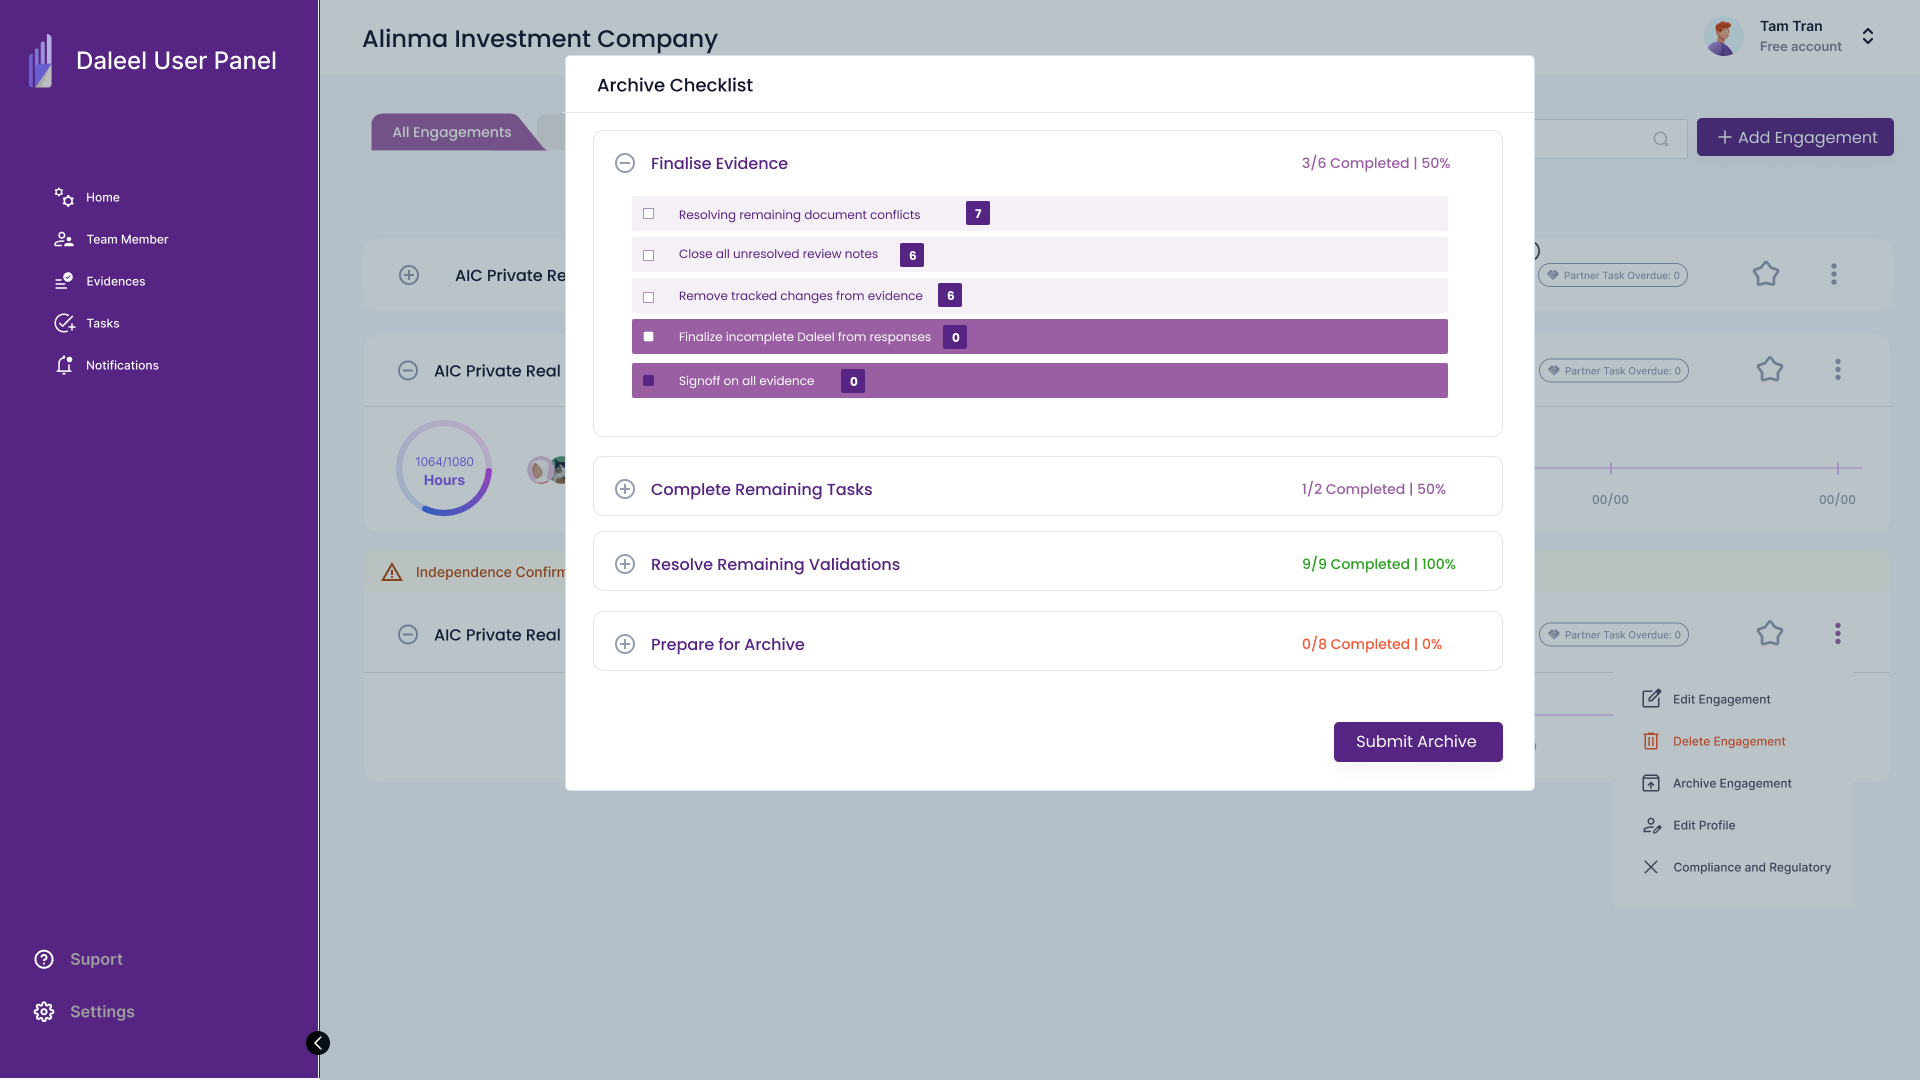 Daleel User Panel
Home
Team Member
Evidences
Tasks
Notifications
Suport
Settings
Alinma Investment Company
Tam Tran
Free account
All Engagements
Add Engagement
AIC Private Re
Partner Task Overdue: 0
AIC Private Real
Partner Task Overdue: 0
1064/1080
Hours
00/00
00/00
Independence Confirm
AIC Private Real
Partner Task Overdue: 0
Edit Engagement
Delete Engagement
Archive Engagement
Edit Profile
Compliance and Regulatory
Archive Checklist
Finalise Evidence
3/6 Completed | 50%
Resolving remaining document conflicts 7
Close all unresolved review notes 6
Remove tracked changes from evidence 6
Finalize incomplete Daleel from responses 0
Signoff on all evidence 0
Complete Remaining Tasks
1/2 Completed | 50%
Resolve Remaining Validations
9/9 Completed | 100%
Prepare for Archive
0/8 Completed | 0%
Submit Archive